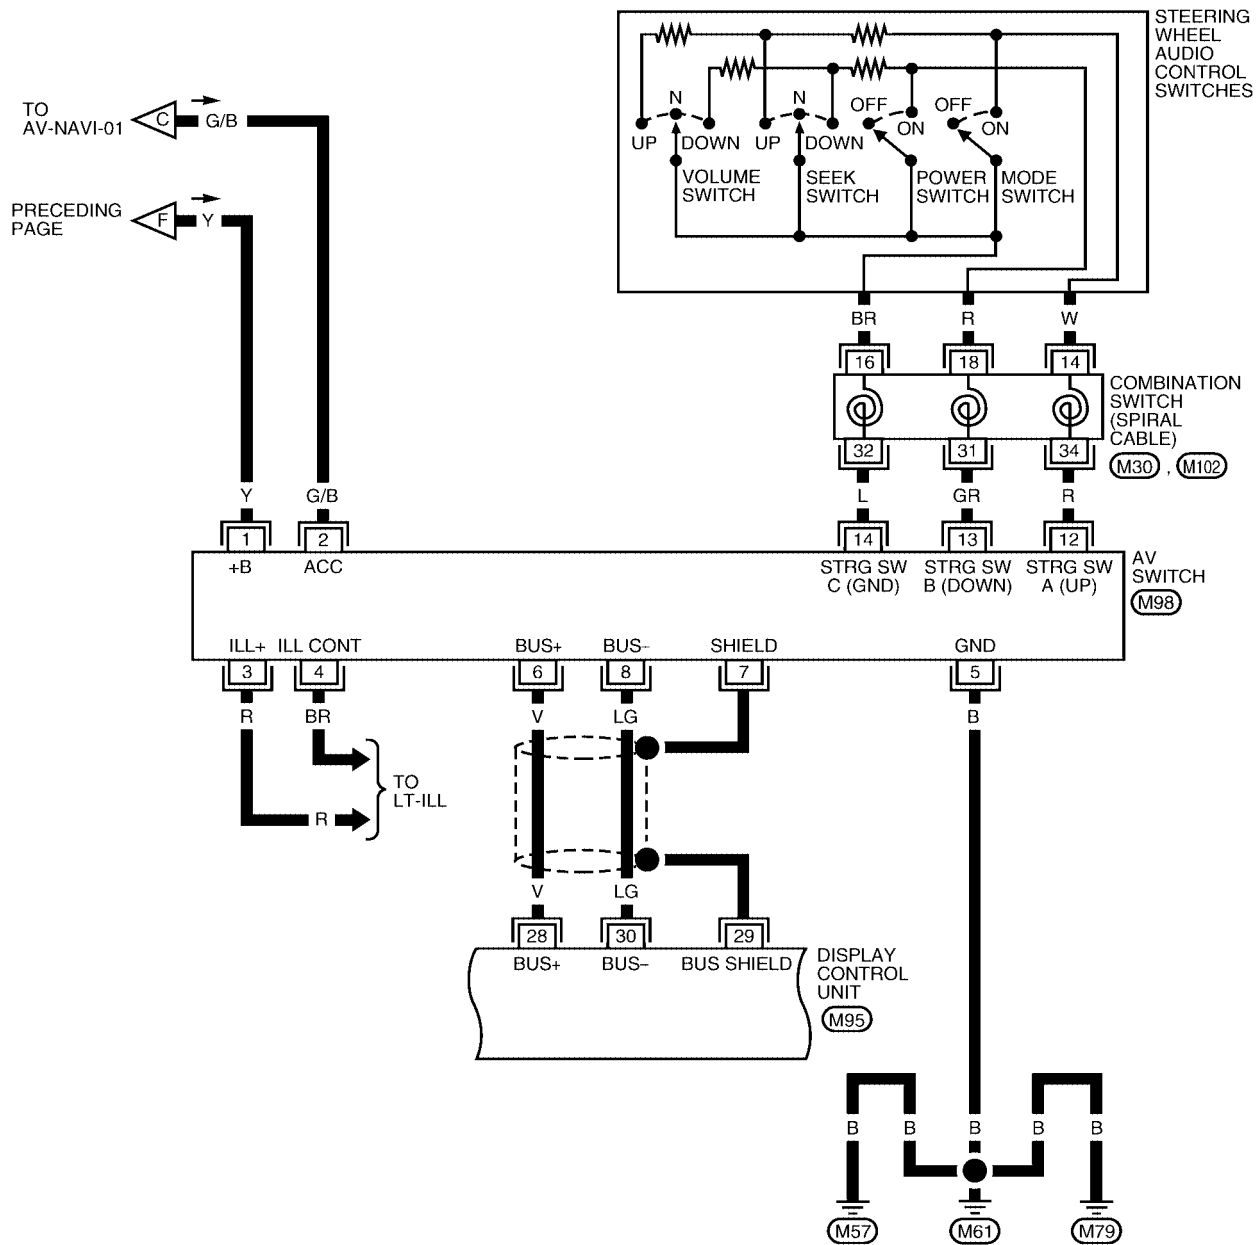 STEERING
WHEEL
AUDIO
CONTROL
SWITCHES
N
N
OFF
ON
OFF
ON
UP
DOWN
UP
DOWN
VOLUME
SWITCH
SEEK
SWITCH
POWER
SWITCH
MODE
SWITCH
TO
AV-NAVI-01
C
G/B
PRECEDING
PAGE
F
Y
BR
R
W
16
18
14
COMBINATION
SWITCH
(SPIRAL
CABLE)
M30 , M102
32
31
34
L
GR
R
Y
G/B
1
2
14
13
12
+B
ACC
STRG SW
C (GND)
STRG SW
B (DOWN)
STRG SW
A (UP)
AV
SWITCH
M98
ILL+
ILL CONT
BUS+
BUS-
SHIELD
GND
3
4
6
8
7
5
R
BR
V
LG
B
TO
LT-ILL
R
V
LG
28
30
29
BUS+
BUS-
BUS SHIELD
DISPLAY
CONTROL
UNIT
M95
B
B
B
B
B
M57
M61
M79